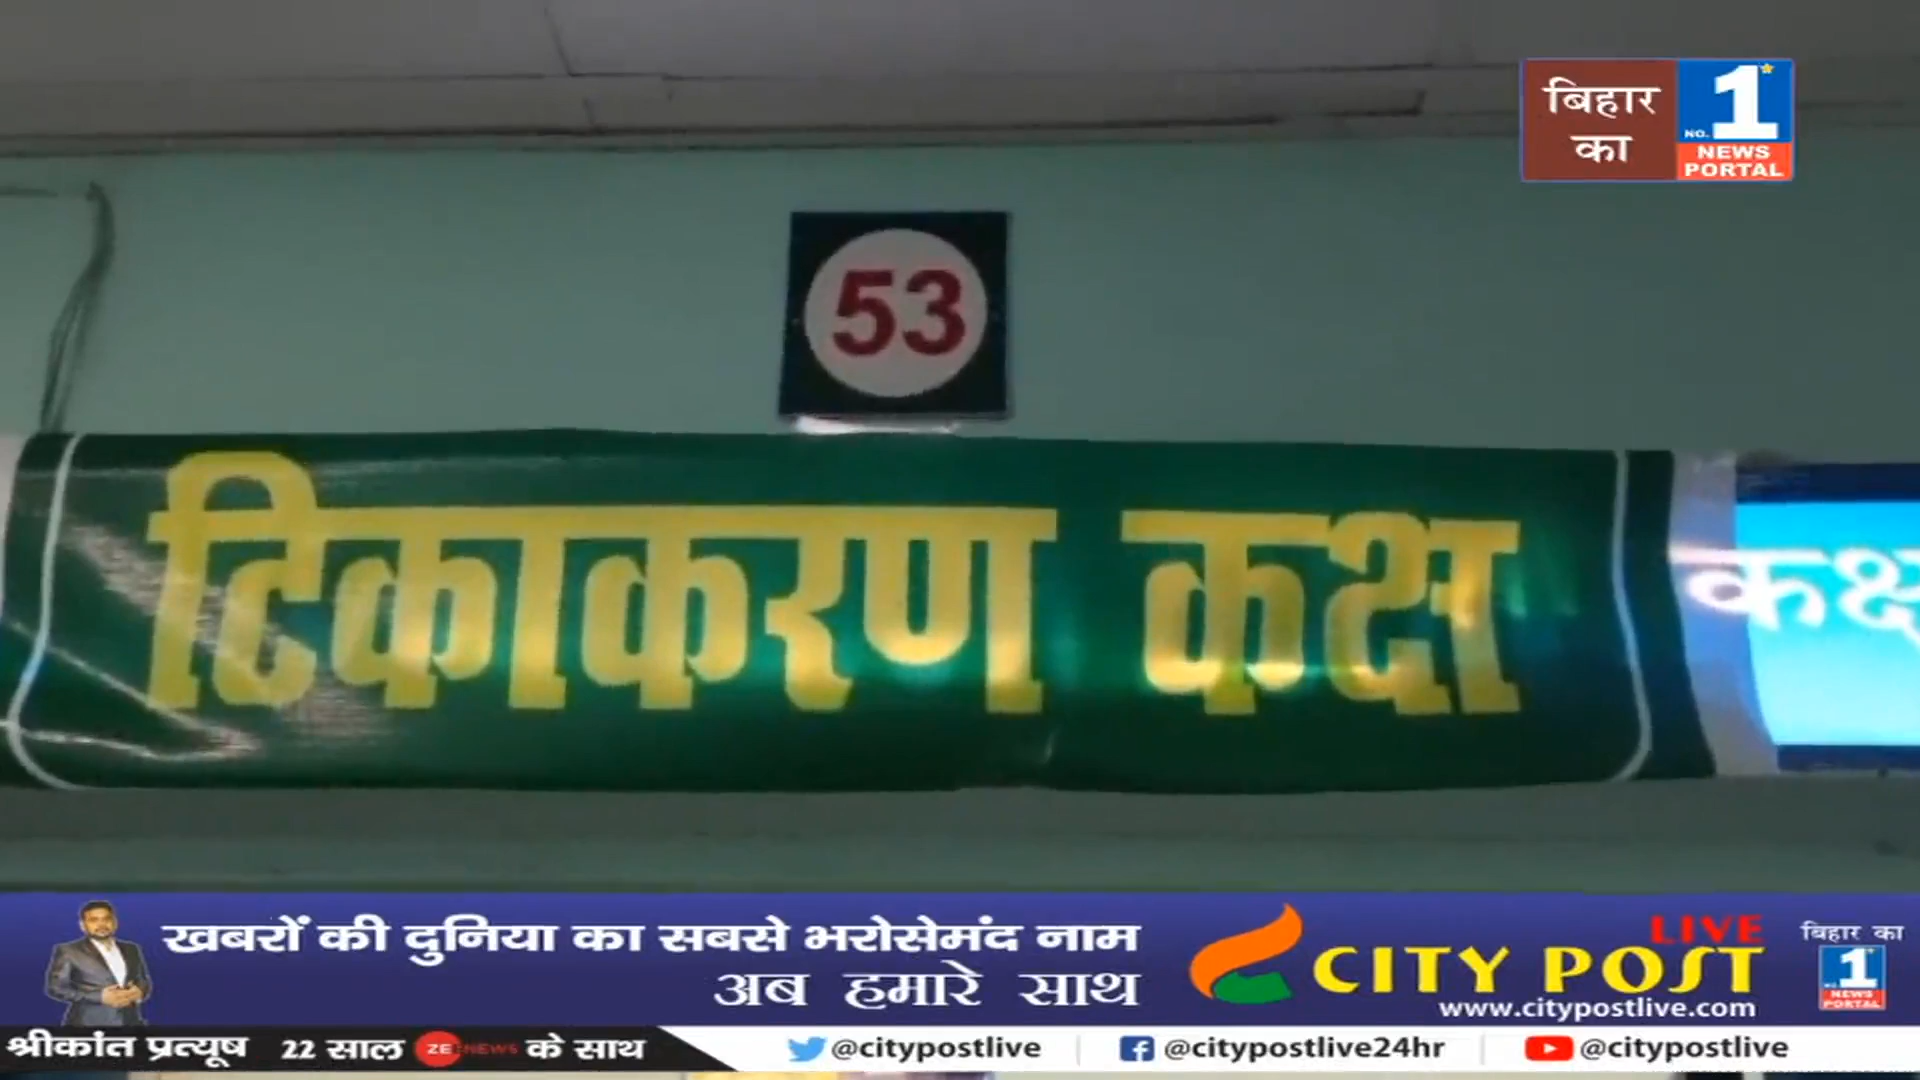 बिहार
का
NO. 1
NEWS
PORTAL
53
टिकाकरण कक्ष
कक्ष
खबरों की दुनिया का सबसे भरोसेमंद नाम
अब हमारे साथ
LIVE
CITY POST
www.citypostlive.com
बिहार का
NO. 1
NEWS
PORTAL
श्रीकांत प्रत्यूष 22 साल ZEE NEWS के साथ
@citypostlive
@citypostlive24hr
@citypostlive